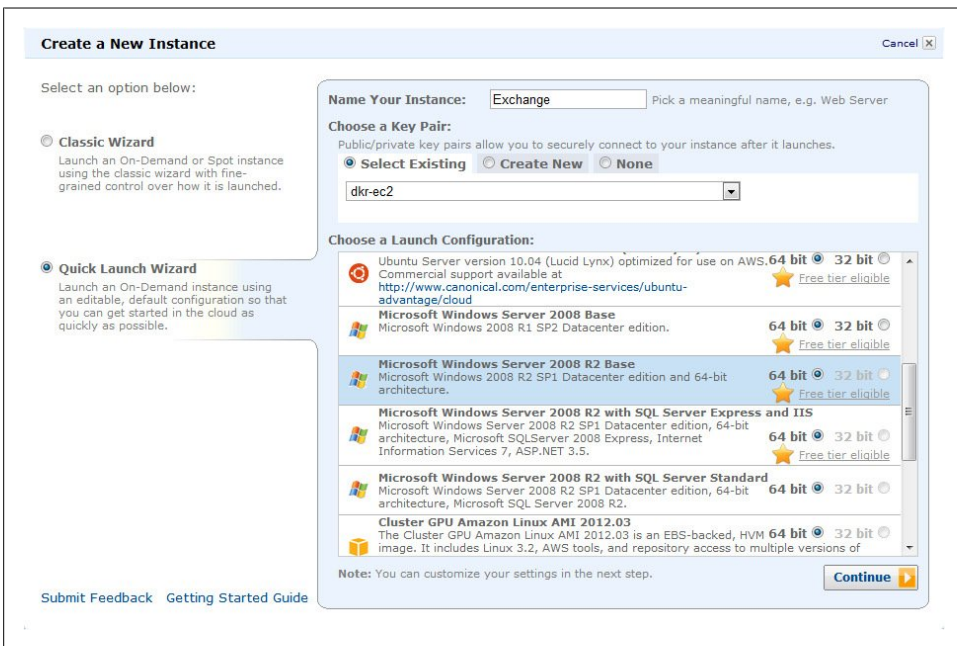 Create a New Instance
Cancel
Select an option below:
Classic Wizard
Launch an On-Demand or Spot instance
using the classic wizard with fine-
grained control over how it is launched.
Quick Launch Wizard
Launch an On-Demand instance using
an editable, default configuration so that
you can get started in the cloud as
quickly as possible.
Submit Feedback Getting Started Guide
Name Your Instance: Exchange Pick a meaningful name, e.g. Web Server
Choose a Key Pair:
Public/private key pairs allow you to securely connect to your instance after it launches.
Select Existing Create New None
dkr-ec2
Choose a Launch Configuration:
Ubuntu Server version 10.04 (Lucid Lynx) optimized for use on AWS. 64 bit 32 bit
Commercial support available at
Free tier eligible
http://www.canonical.com/enterprise-services/ubuntu-
advantage/cloud
Microsoft Windows Server 2008 Base
Microsoft Windows 2008 R1 SP2 Datacenter edition. 64 bit 32 bit
Free tier eligible
Microsoft Windows Server 2008 R2 Base
Microsoft Windows 2008 R2 SP1 Datacenter edition and 64-bit 64 bit 32 bit
architecture.
Free tier eligible
Microsoft Windows Server 2008 R2 with SQL Server Express and IIS
Microsoft Windows Server 2008 R2 SP1 Datacenter edition, 64-bit
architecture, Microsoft SQLServer 2008 Express, Internet 64 bit 32 bit
Information Services 7, ASP.NET 3.5. Free tier eligible
Microsoft Windows Server 2008 R2 with SQL Server Standard
Microsoft Windows Server 2008 R2 SP1 Datacenter edition, 64-bit 64 bit 32 bit
architecture, Microsoft SQL Server 2008 R2.
Cluster GPU Amazon Linux AMI 2012.03
The Cluster GPU Amazon Linux AMI 2012.03 is an EBS-backed, HVM 64 bit 32 bit
image. It includes Linux 3.2, AWS tools, and repository access to multiple versions of
Note: You can customize your settings in the next step.
Continue